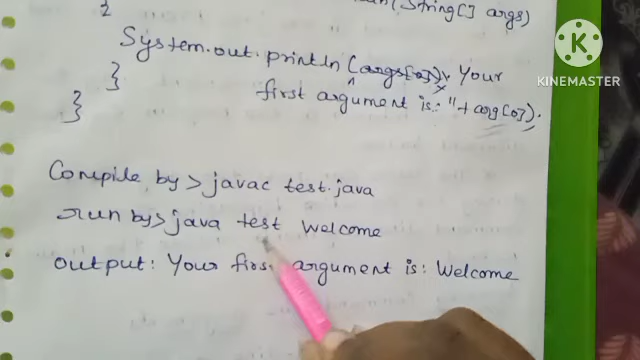 (String[] args)
{
System.out.println (args[0]); Your
} first argument is: "+ arg[0]);
}
KINEMASTER
Compile by > javac test.java
run by > java test Welcome
output: Your first argument is: Welcome